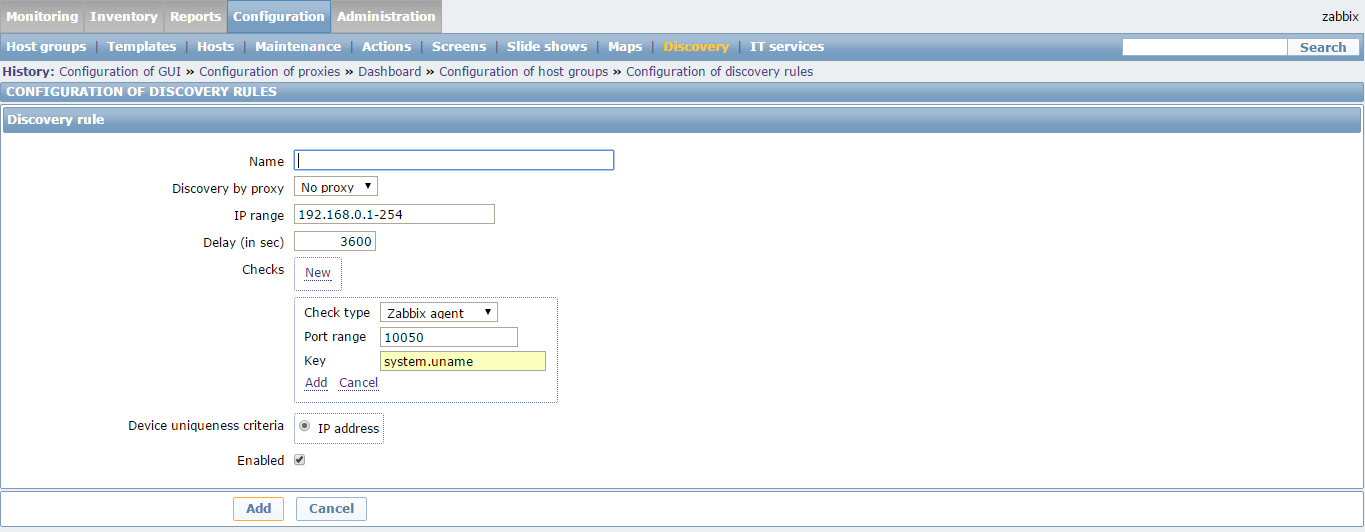 Monitoring Inventory Reports Configuration Administration
zabbix
Host groups | Templates | Hosts | Maintenance | Actions | Screens | Slide shows | Maps | Discovery | IT services
Search
History: Configuration of GUI » Configuration of proxies » Dashboard » Configuration of host groups » Configuration of discovery rules
CONFIGURATION OF DISCOVERY RULES
Discovery rule
Name
Discovery by proxy No proxy
IP range 192.168.0.1-254
Delay (in sec) 3600
Checks New
Check type Zabbix agent
Port range 10050
Key system.uname
Add Cancel
Device uniqueness criteria IP address
Enabled
Add Cancel